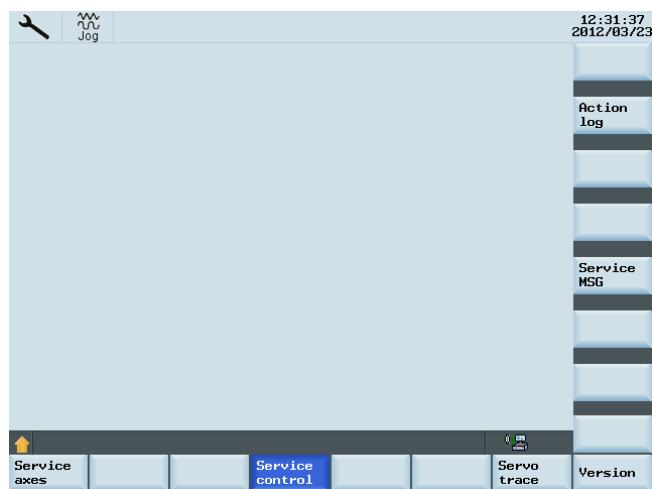 12:31:37
Jog
2012/03/23
Action
log
Service
MSG
Service
axes
Service
control
Servo
trace
Version